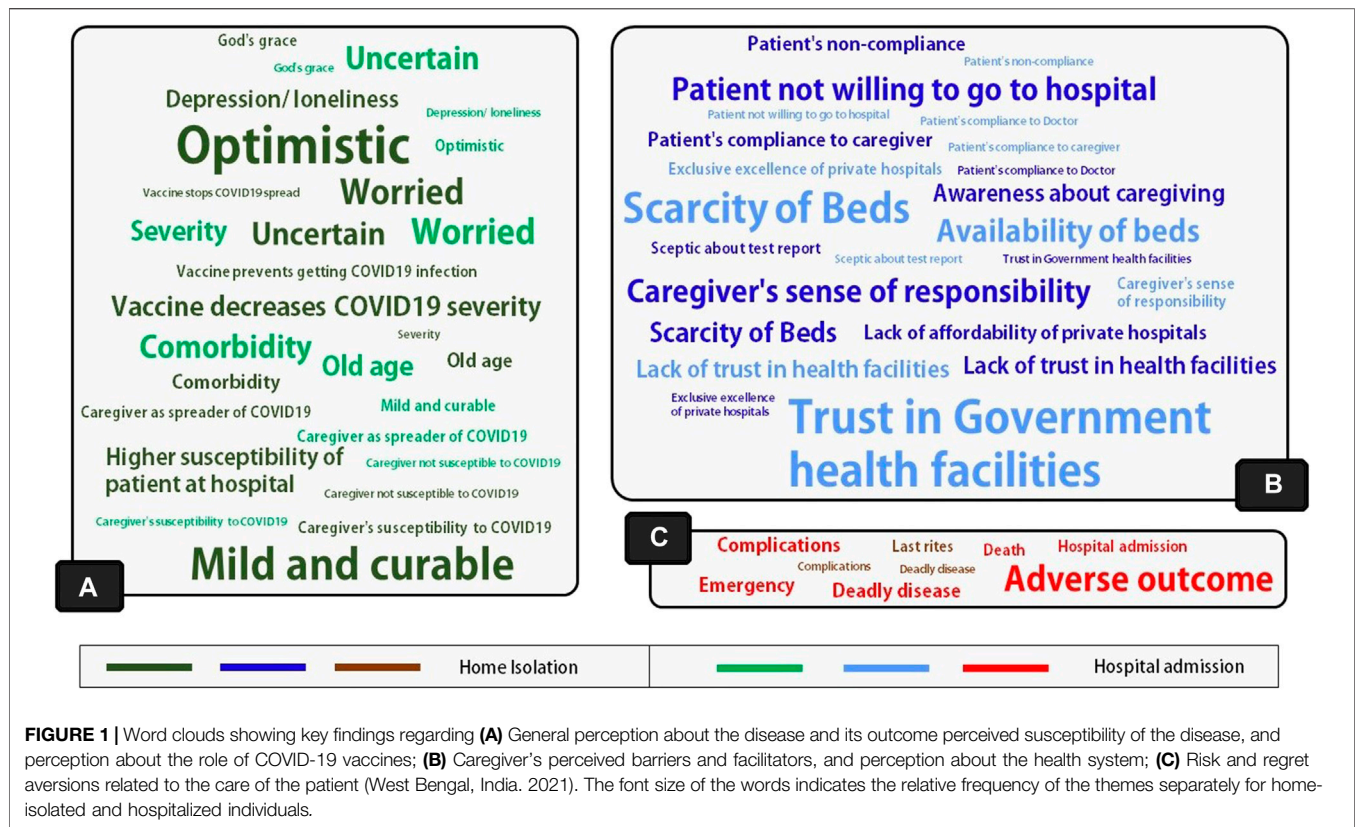 God's grace
God's grace
Uncertain
Depression/ loneliness
Depression/ loneliness
Optimistic
Optimistic
Vaccine stops COVID19 spread
Worried
Severity
Uncertain
Worried
Vaccine prevents getting COVID19 infection
Vaccine decreases COVID19 severity
Severity
Comorbidity
Old age
Old age
Comorbidity
Caregiver as spreader of COVID19
Mild and curable
Caregiver as spreader of COVID19
Higher susceptibility of
patient at hospital
Caregiver not susceptible to COVID19
Caregiver not susceptible to COVID19
Caregiver's susceptibility to COVID19
Caregiver's susceptibility to COVID19
Mild and curable
A
Patient's non-compliance
Patient's non-compliance
Patient not willing to go to hospital
Patient not willing to go to hospital
Patient's compliance to Doctor
Patient's compliance to caregiver
Patient's compliance to caregiver
Exclusive excellence of private hospitals
Patient's compliance to Doctor
Scarcity of Beds
Awareness about caregiving
Availability of beds
Sceptic about test report
Sceptic about test report
Trust in Government health facilities
Caregiver's sense of responsibility
Caregiver's sense
of responsibility
Scarcity of Beds
Lack of affordability of private hospitals
Lack of trust in health facilities
Lack of trust in health facilities
Exclusive excellence
of private hospitals
Trust in Government
health facilities
B
C
Complications
Last rites
Death
Hospital admission
Complications
Deadly disease
Emergency
Deadly disease
Adverse outcome
Home Isolation
Hospital admission
FIGURE 1 | Word clouds showing key findings regarding (A) General perception about the disease and its outcome perceived susceptibility of the disease, and
perception about the role of COVID-19 vaccines; (B) Caregiver's perceived barriers and facilitators, and perception about the health system; (C) Risk and regret
aversions related to the care of the patient (West Bengal, India. 2021). The font size of the words indicates the relative frequency of the themes separately for home-
isolated and hospitalized individuals.